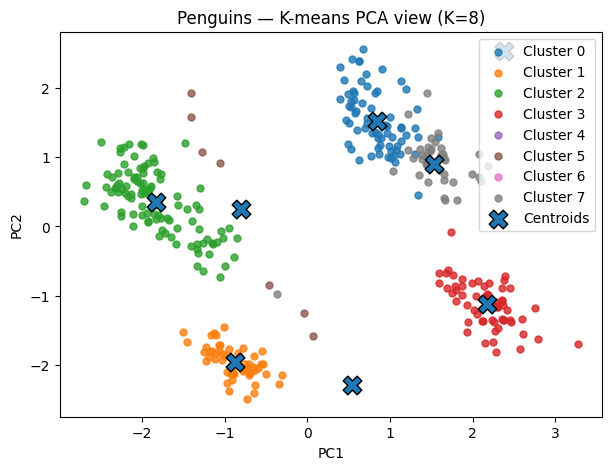 Penguins — K-means PCA view (K=8)
Cluster 0
Cluster 1
Cluster 2
Cluster 3
Cluster 4
Cluster 5
Cluster 6
Cluster 7
Centroids
PC2
2
1
0
−1
−2
−2
−1
0
1
2
3
PC1